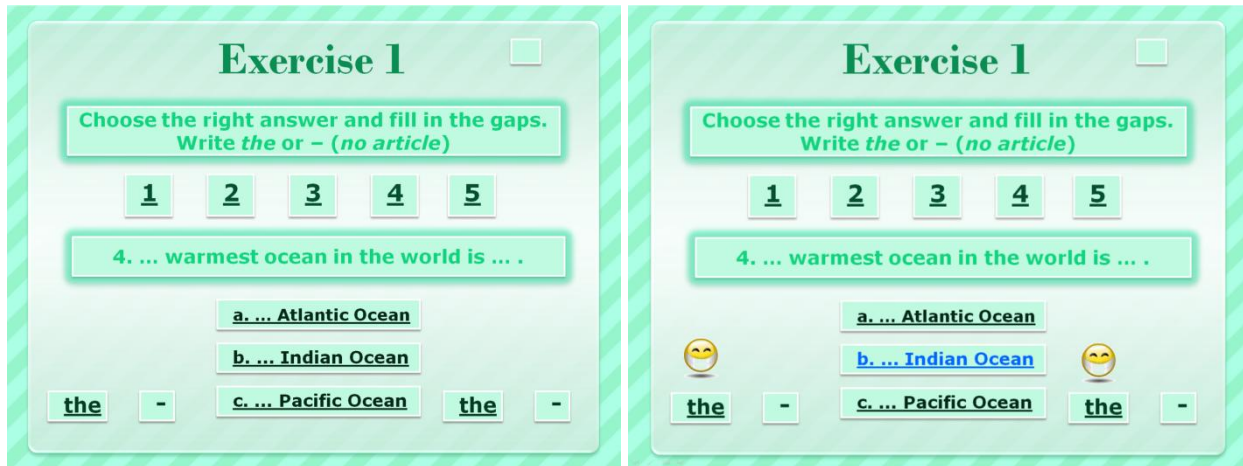 Exercise 1
Choose the right answer and fill in the gaps.
Write the or – (no article)
1 2 3 4 5
4. ... warmest ocean in the world is ... .
a. ... Atlantic Ocean
b. ... Indian Ocean
c. ... Pacific Ocean
the - the -
Exercise 1
Choose the right answer and fill in the gaps.
Write the or – (no article)
1 2 3 4 5
4. ... warmest ocean in the world is ... .
a. ... Atlantic Ocean
b. ... Indian Ocean
c. ... Pacific Ocean
the - the -